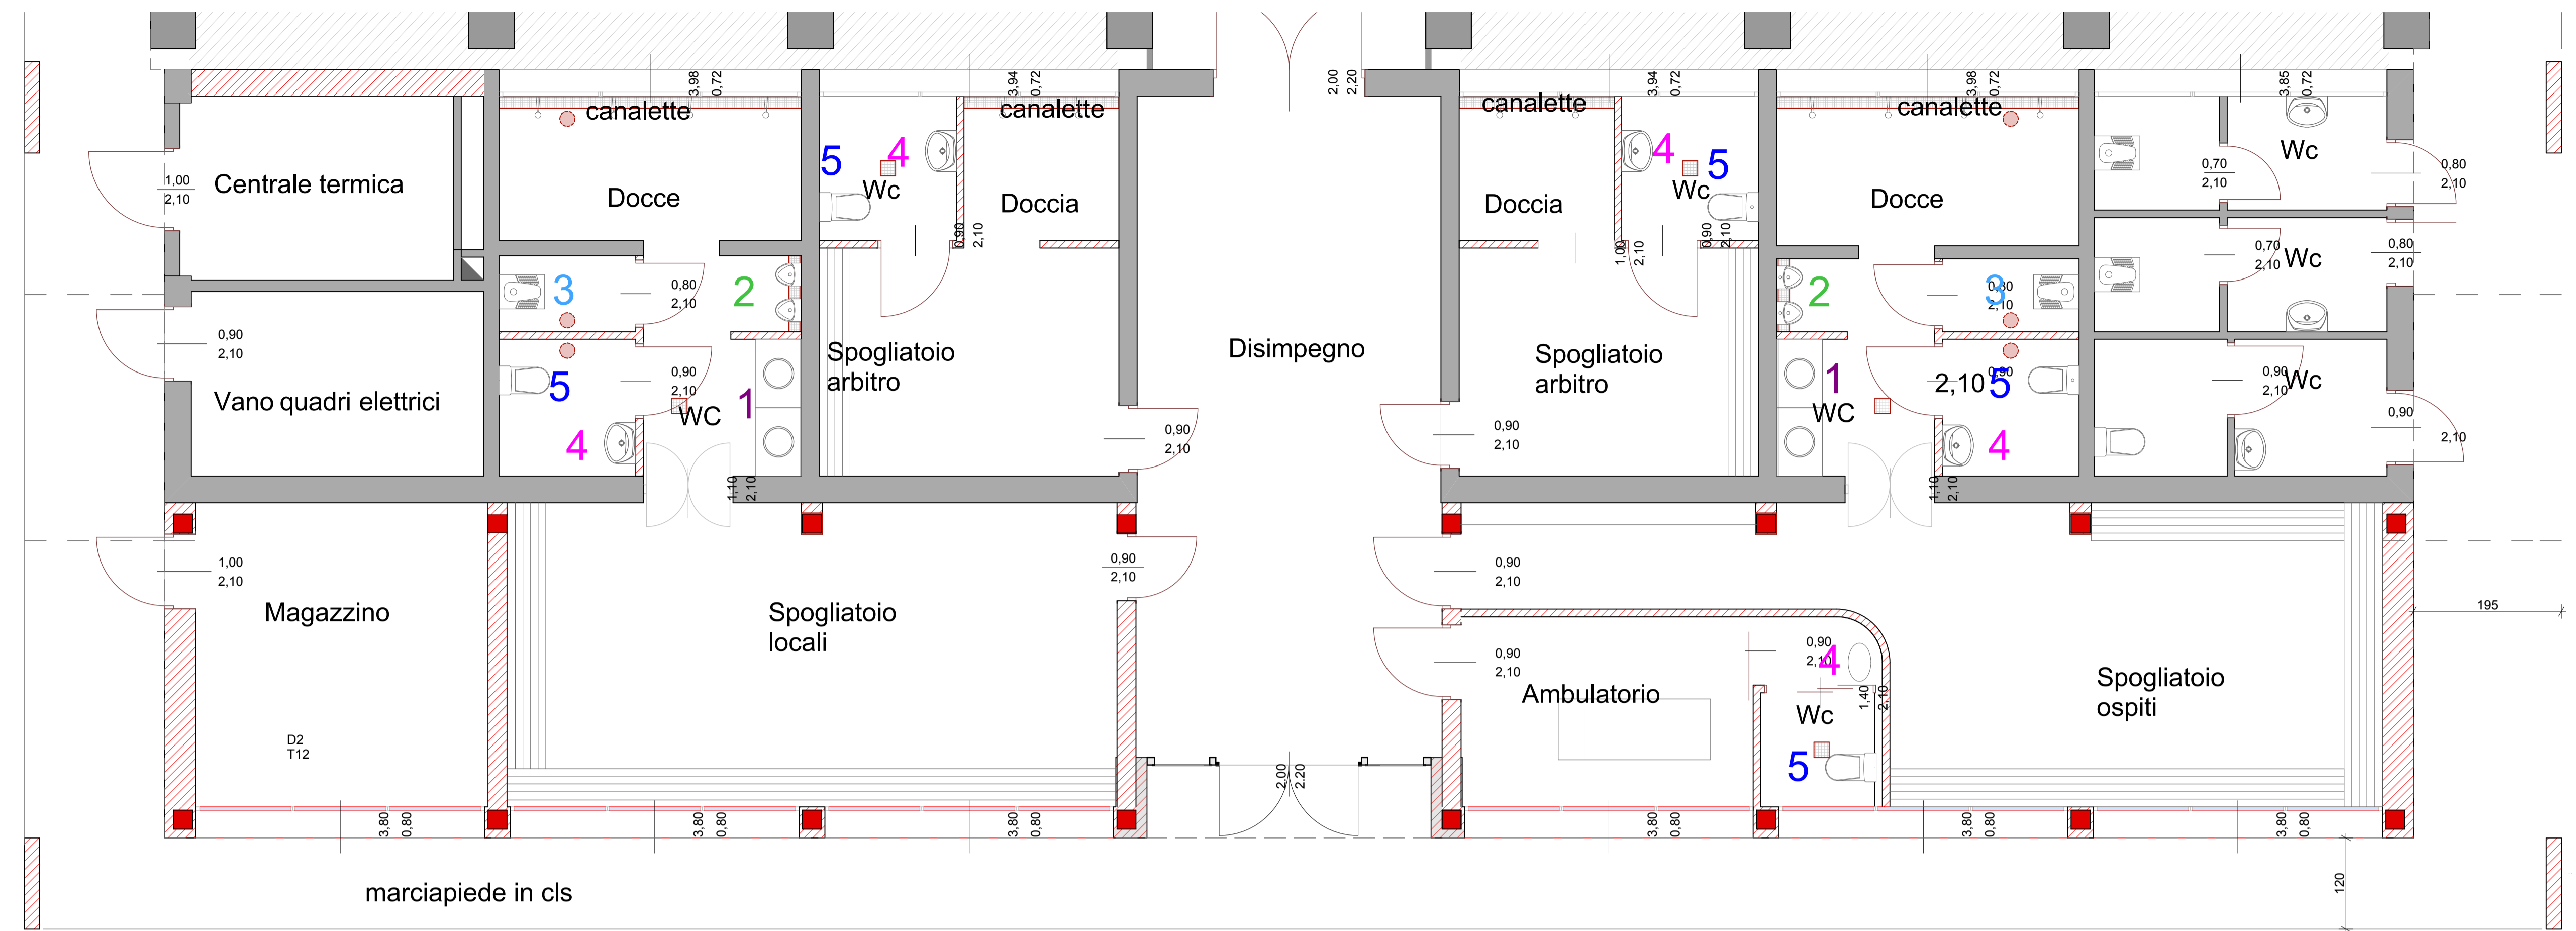 3,98
0,72
3,94
0,72
2,00
2,20
3,94
0,72
3,98
0,72
3,85
0,72
canalette
canalette
canalette
canalette
5
4
4
5
Wc
0,70
2,10
0,80
2,10
1,00
2,10
Centrale termica
Docce
Wc
Doccia
Doccia
Wc
Docce
0,90
2,10
1,00
2,10
0,90
2,10
0,70
2,10
Wc
0,80
2,10
3
0,80
2,10
2
2
0,80
2,10
3
0,90
2,10
Spogliatoio
arbitro
Disimpegno
Spogliatoio
arbitro
5
0,90
2,10
1
1
2,10
0,90
5
0,90
2,10
Wc
Vano quadri elettrici
WC
WC
0,90
2,10
4
0,90
2,10
0,90
2,10
4
1,10
2,10
1,10
2,10
1,00
2,10
0,90
2,10
0,90
2,10
Magazzino
Spogliatoio
locali
195
0,90
2,10
0,90
2,10
4
Ambulatorio
1,40
2,10
Spogliatoio
ospiti
Wc
D2
T12
5
2,00
2,20
3,80
0,80
3,80
0,80
3,80
0,80
3,80
0,80
3,80
0,80
3,80
0,80
marciapiede in cls
120